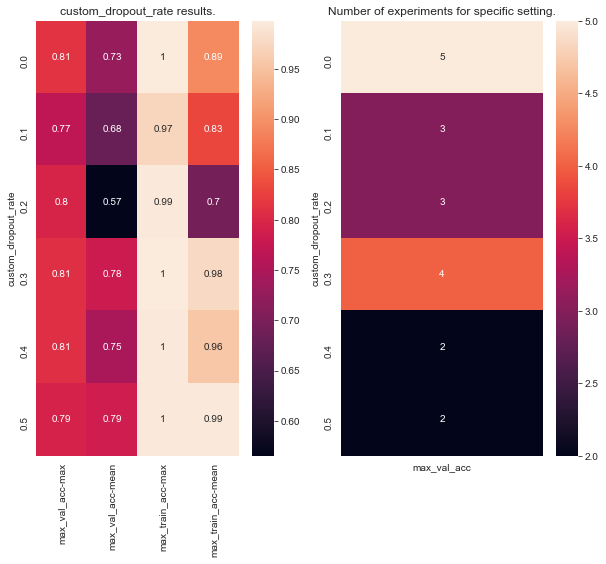 custom_dropout_rate results.
custom_dropout_rate
0.0 0.81 0.73 1 0.89
0.1 0.77 0.68 0.97 0.83
0.2 0.8 0.57 0.99 0.7
0.3 0.81 0.78 1 0.98
0.4 0.81 0.75 1 0.96
0.5 0.79 0.79 1 0.99
max_val_acc-max
max_val_acc-mean
max_train_acc-max
max_train_acc-mean
0.95
0.90
0.85
0.80
0.75
0.70
0.65
0.60
Number of experiments for specific setting.
custom_dropout_rate
0.0 5
0.1 3
0.2 3
0.3 4
0.4 2
0.5 2
max_val_acc
5.0
4.5
4.0
3.5
3.0
2.5
2.0